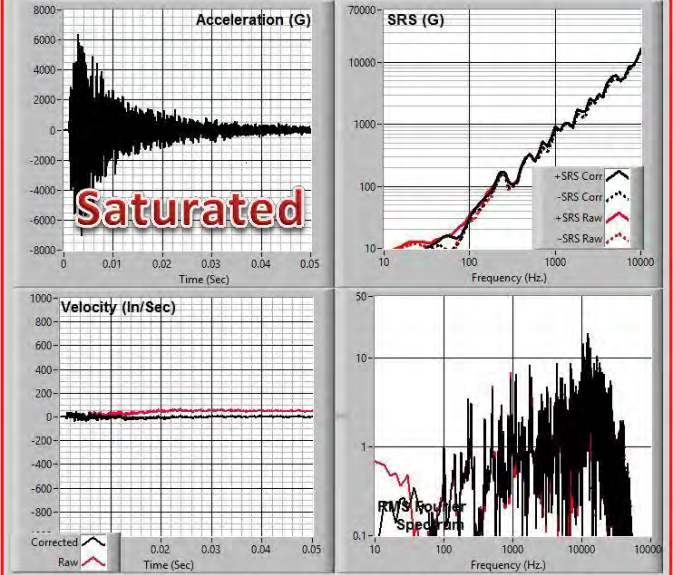 Acceleration (G)
8000
6000
4000
2000
0
-2000
-4000
-6000
-8000
Saturated
0
0.01
0.02
0.03
0.04
0.05
Time (Sec)
SRS (G)
70000
10000
1000
100
10
+SRS Corr
-SRS Corr
+SRS Raw
-SRS Raw
10
100
1000
10000
Frequency (Hz.)
Velocity (In/Sec)
1000
800
600
400
200
0
-200
-400
-600
-800
Corrected
Raw
0.02
0.03
0.04
0.05
Time (Sec)
50
10
1
0.1
RMS Fourier
Spectrum
10
100
1000
10000
100000
Frequency (Hz.)